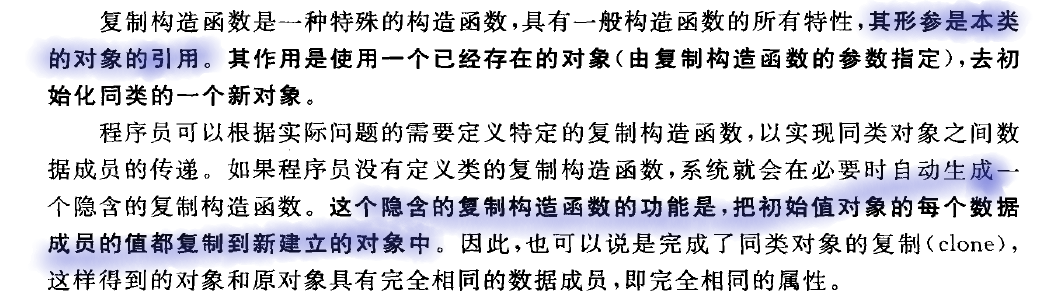 复制构造函数是一种特殊的构造函数,具有一般构造函数的所有特性,其形参是本类
的对象的引用。其作用是使用一个已经存在的对象(由复制构造函数的参数指定),去初
始化同类的一个新对象。
程序员可以根据实际问题的需要定义特定的复制构造函数,以实现同类对象之间数
据成员的传递。如果程序员没有定义类的复制构造函数,系统就会在必要时自动生成一
个隐含的复制构造函数。这个隐含的复制构造函数的功能是,把初始值对象的每个数据
成员的值都复制到新建立的对象中。因此,也可以说是完成了同类对象的复制(clone),
这样得到的对象和原对象具有完全相同的数据成员,即完全相同的属性。